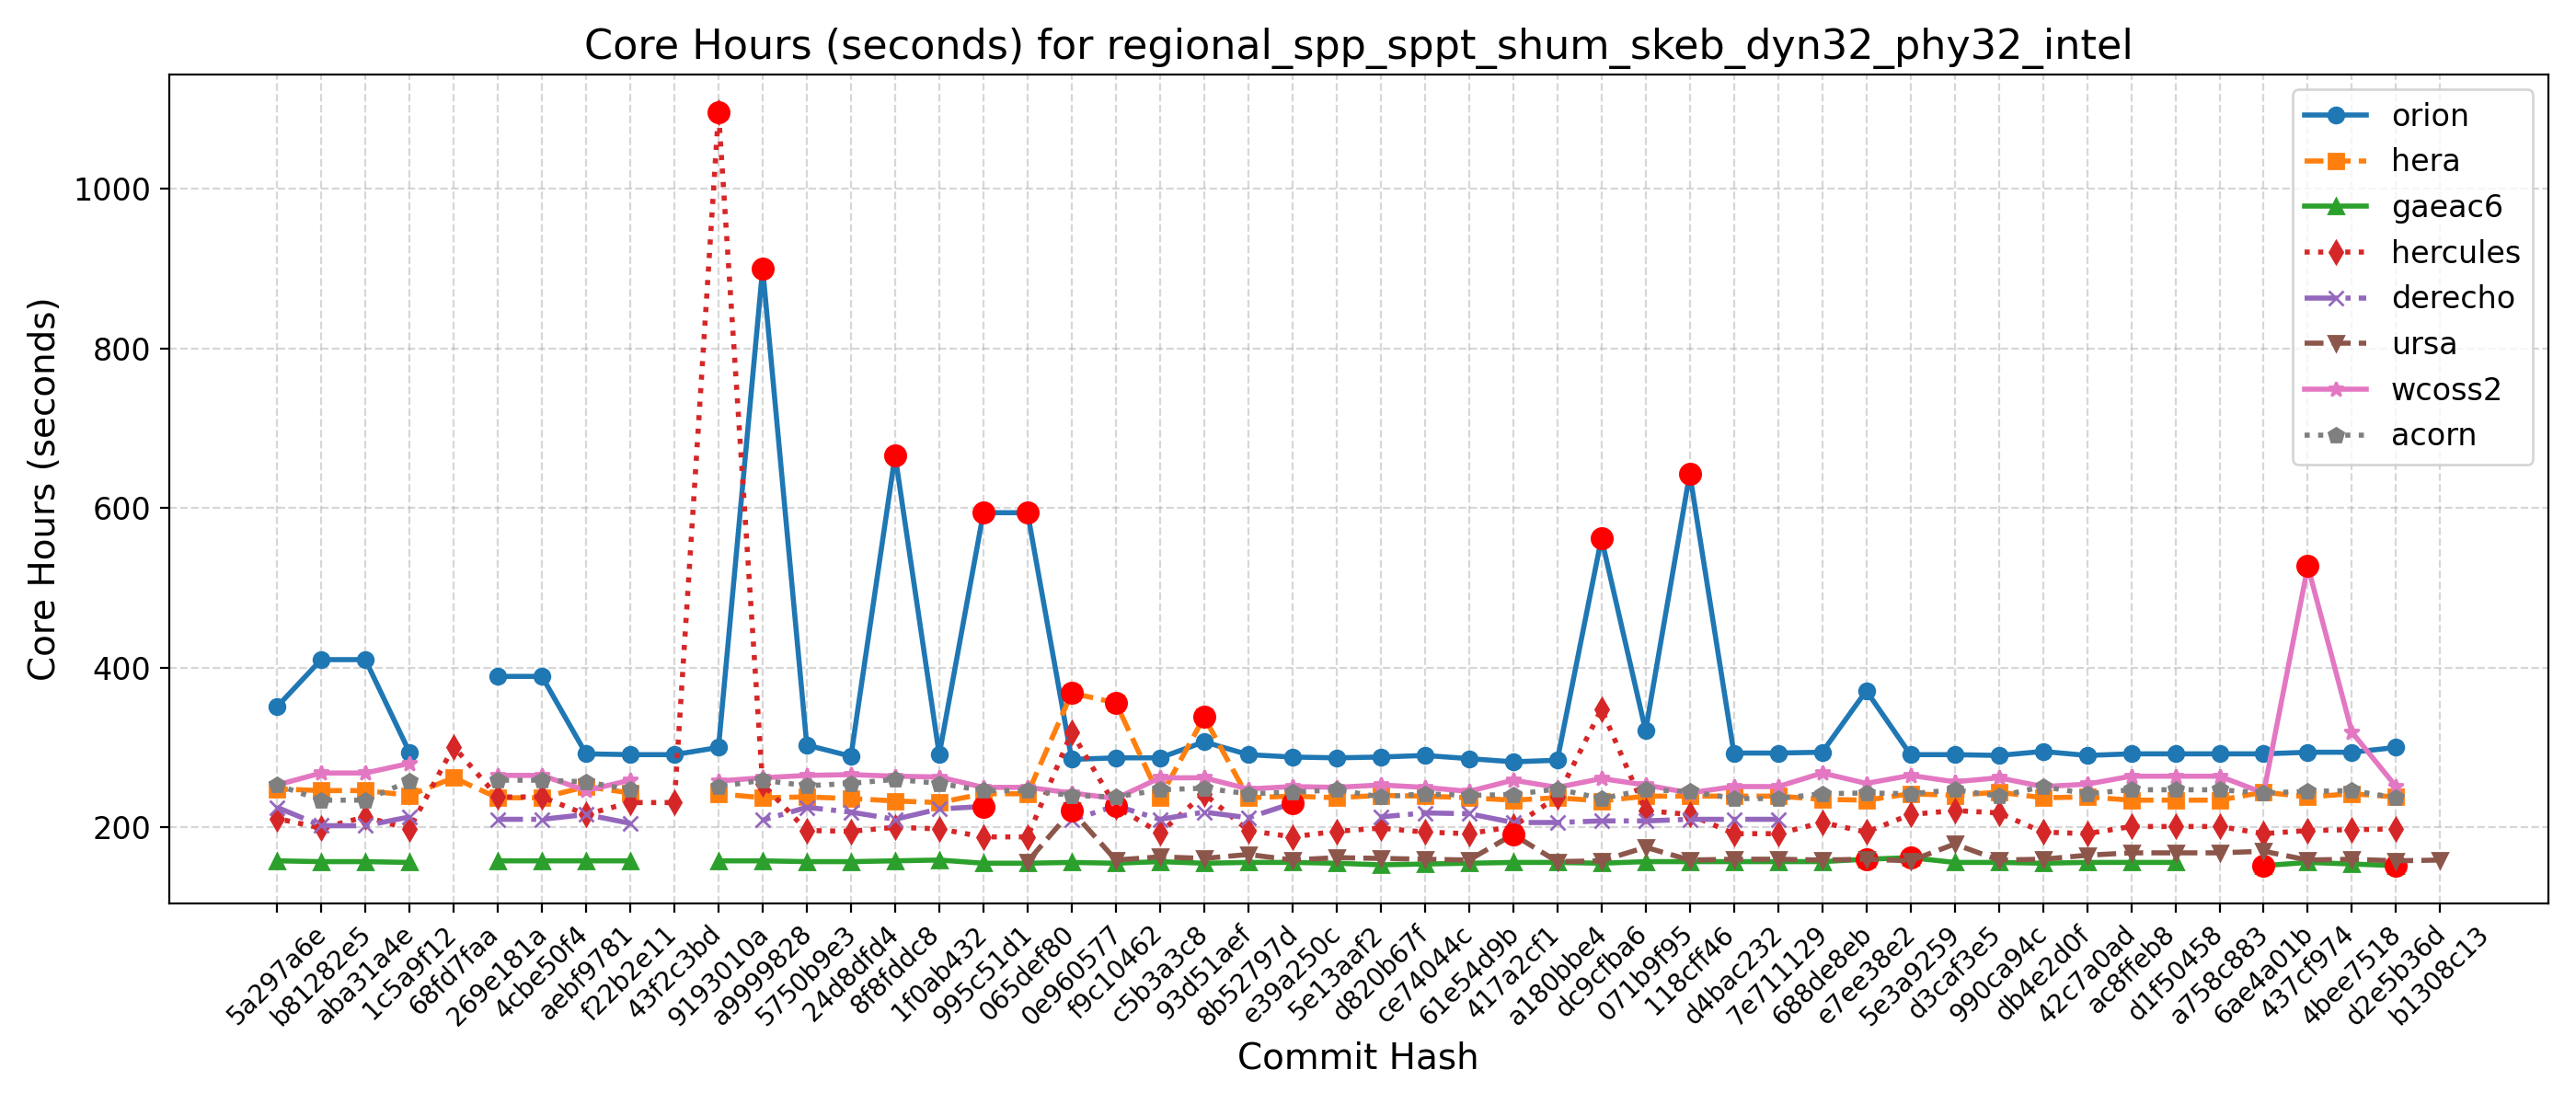 Core Hours (seconds) for regional_spp_sppt_shum_skeb_dyn32_phy32_intel
Core Hours (seconds)
1000
800
600
400
200
orion
hera
gaeac6
hercules
derecho
ursa
wcoss2
acorn
5a297a6e
b81282e5
aba31a4e
1c5a9f12
68fd7faa
269e181a
4cbe50f4
aebf9781
f22b2e11
43f2c3bd
9193010a
a9999828
5750b9e3
24d8dfd4
8f8fddc8
1f0ab432
995c51d1
065def80
0e960577
f9c10462
c5b3a3c8
93d51aef
8b52797d
e39a250c
5e13aaf2
d820b67f
ce74044c
61e54d9b
417a2cf1
a180bbe4
dc9cfba6
071b9f95
118cff46
d4bac232
7e711129
688de8eb
e7ee38e2
5e3a9259
d3caf3e5
990ca94c
db4e2d0f
42c7a0ad
ac8ffeb8
d1f50458
a758c883
6ae4a01b
437cf974
4bee7518
d2e5b36d
b1308c13
Commit Hash